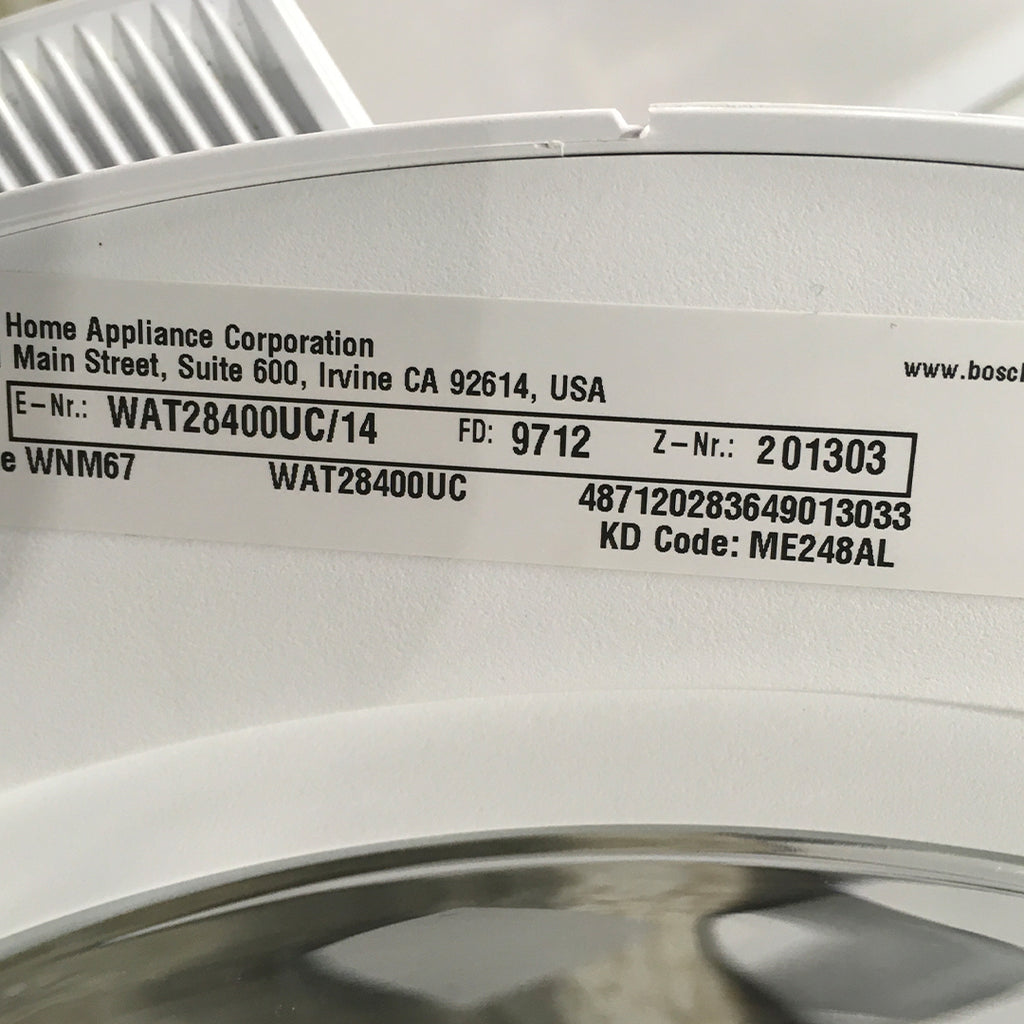 Home Appliance Corporation
Main Street, Suite 600, Irvine CA 92614, USA
www.bosch
E-Nr.: WAT28400UC/14 FD: 9712 Z-Nr.: 201303
e WNM67 WAT28400UC 487120283649013033
KD Code: ME248AL